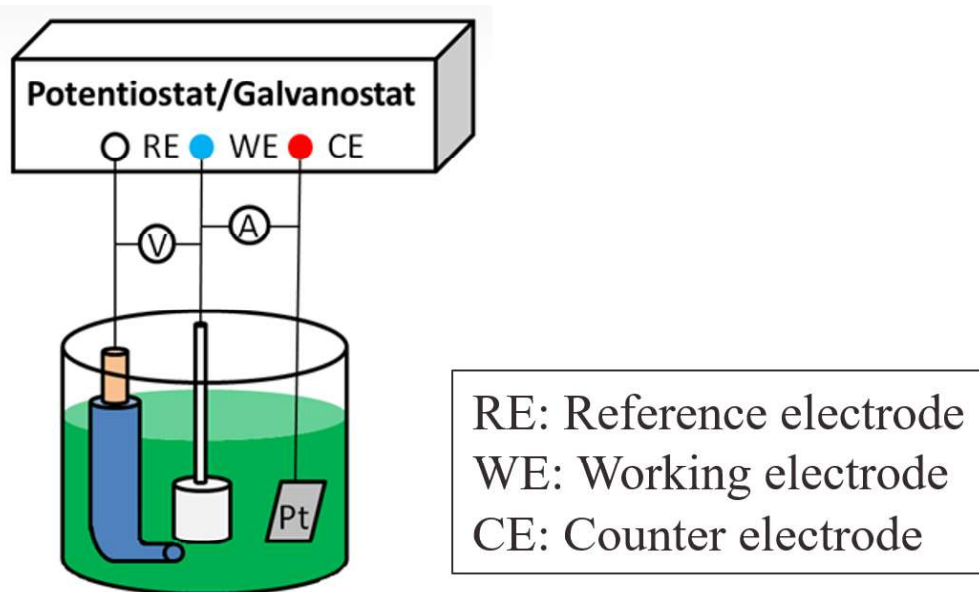 Potentiostat/Galvanostat
RE WE CE
V A
Pt
RE: Reference electrode
WE: Working electrode
CE: Counter electrode